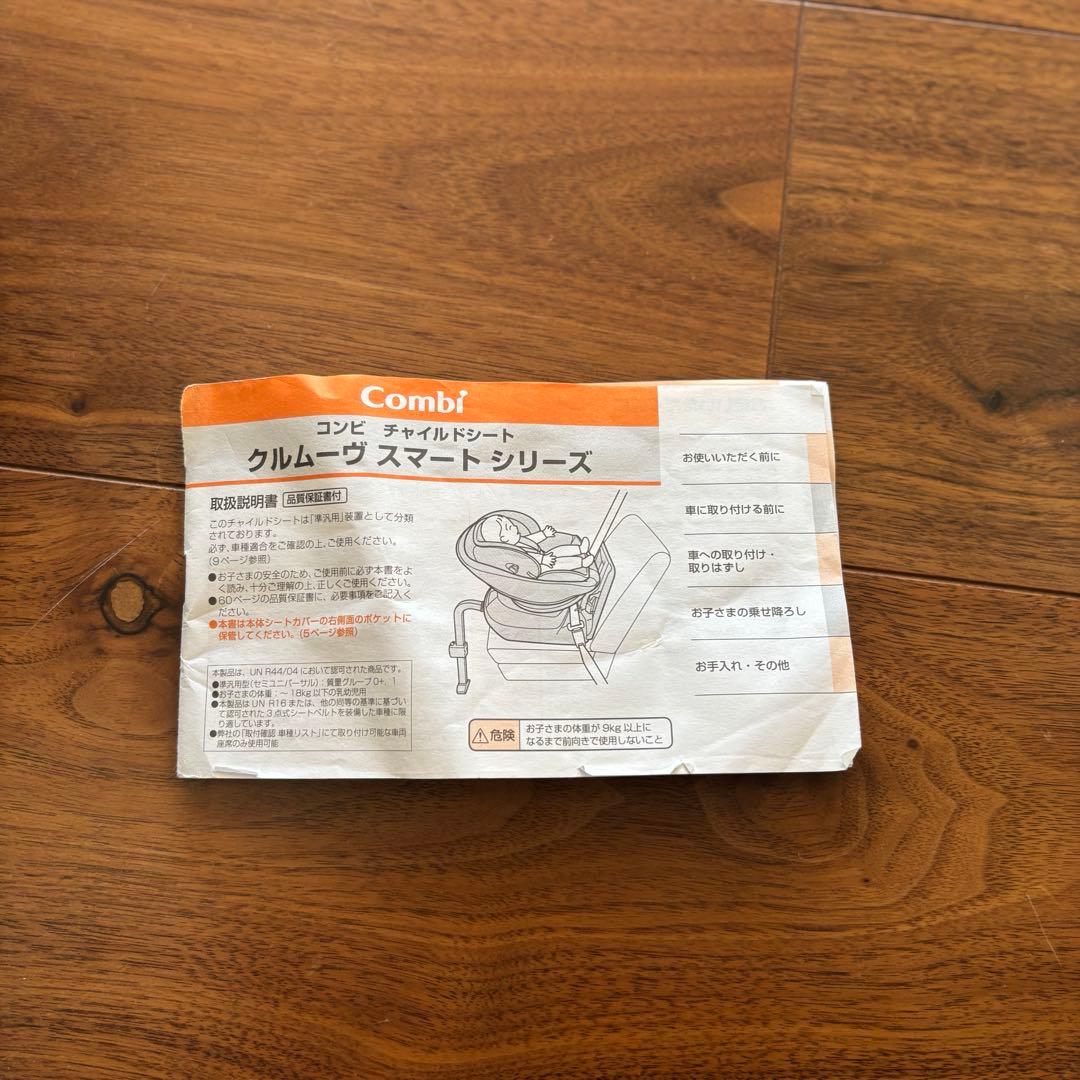 Combi
コンビ チャイルドシート
クルムーヴ スマート シリーズ
取扱説明書 品質保証書付
このチャイルドシートは「準汎用」装置として分類
されております。
必ず、車種適合をご確認の上、ご使用ください。
(9ページ参照)
●お子さまの安全のため、ご使用前に必ず本書をよ
く読み、十分ご理解の上、正しくご使用ください。
●60ページの品質保証書に、必要事項をご記入く
ださい。
●本書は本体シートカバーの右側面のポケットに
保管してください。(5ページ参照)
本製品は、UN R44/04 において認可された商品です。
●準汎用型(セミユニバーサル):質量グループ0+, 1
●お子さまの体重:~18kg以下の乳幼児用
●本製品は UN R16 または、他の同等の基準に基づい
て認可された3点式シートベルトを装備した車種に限
り適しています。
●弊社の「取付確認 車種リスト」にて取り付け可能な車両
座席のみ使用可能
危険
お子さまの体重が 9kg 以上に
なるまで前向きで使用しないこと
お使いいただく前に
車に取り付ける前に
車への取り付け・
取りはずし
お子さまの乗せ降ろし
お手入れ・その他